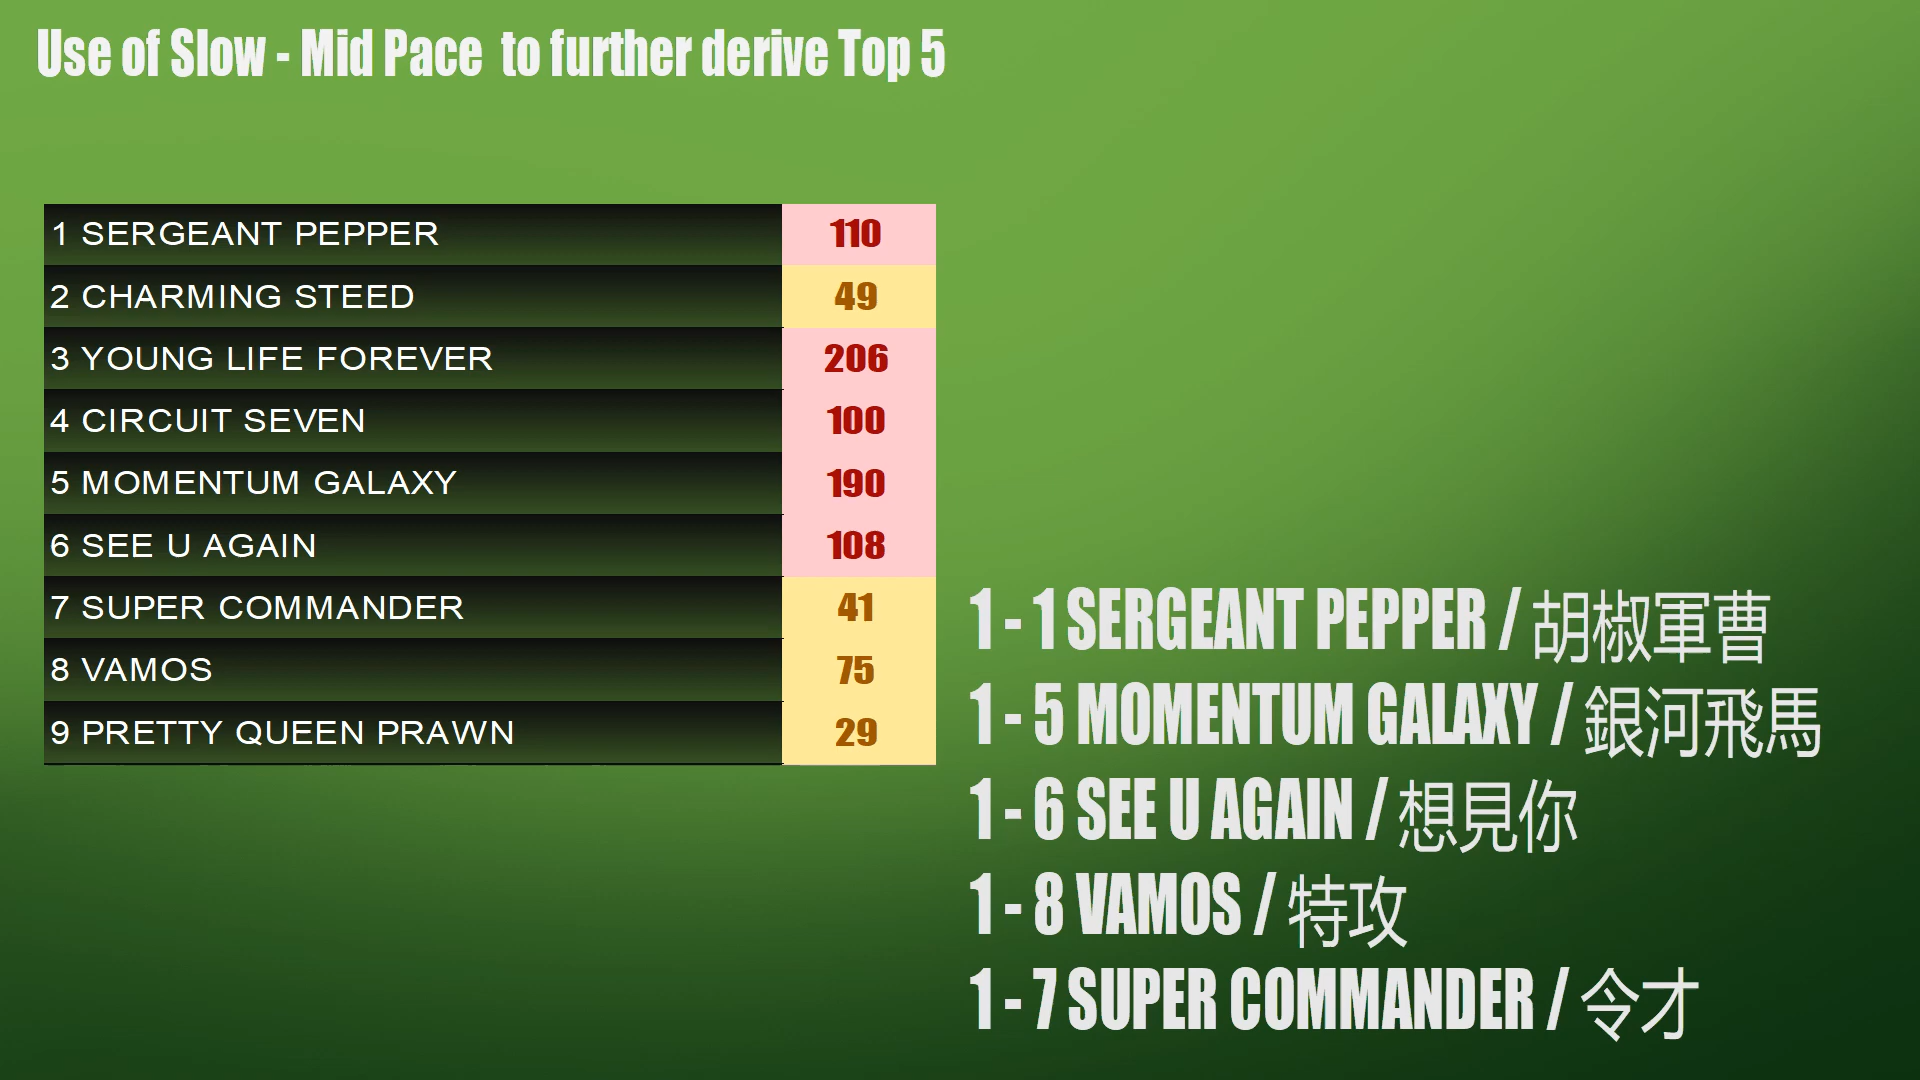 Use of Slow - Mid Pace to further derive Top 5
1 SERGEANT PEPPER 110
2 CHARMING STEED 49
3 YOUNG LIFE FOREVER 206
4 CIRCUIT SEVEN 100
5 MOMENTUM GALAXY 190
6 SEE U AGAIN 108
7 SUPER COMMANDER 41
8 VAMOS 75
9 PRETTY QUEEN PRAWN 29
1 - 1 SERGEANT PEPPER / 胡椒軍曹
1 - 5 MOMENTUM GALAXY / 銀河飛馬
1 - 6 SEE U AGAIN / 想見你
1 - 8 VAMOS / 特攻
1 - 7 SUPER COMMANDER / 令才